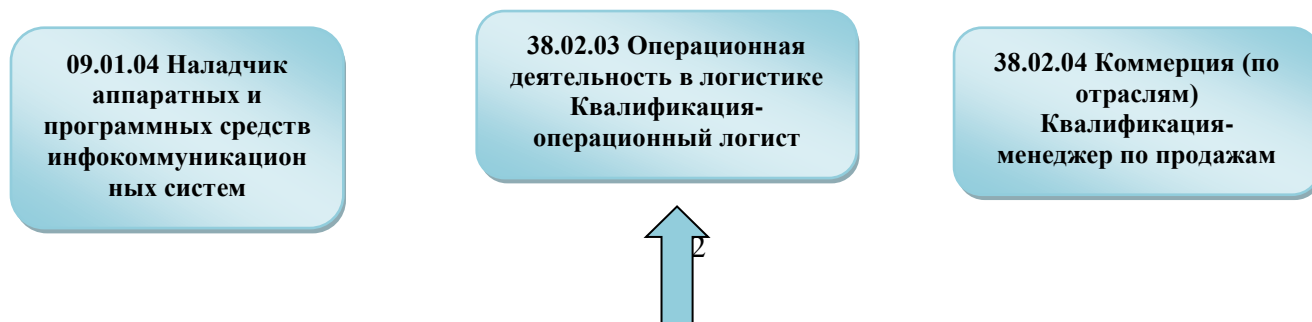 09.01.04 Наладчик
аппаратных и
программных средств
инфокоммуникацион
ных систем
38.02.03 Операционная
деятельность в логистике
Квалификация-
операционный логист
38.02.04 Коммерция (по
отраслям)
Квалификация-
менеджер по продажам
2